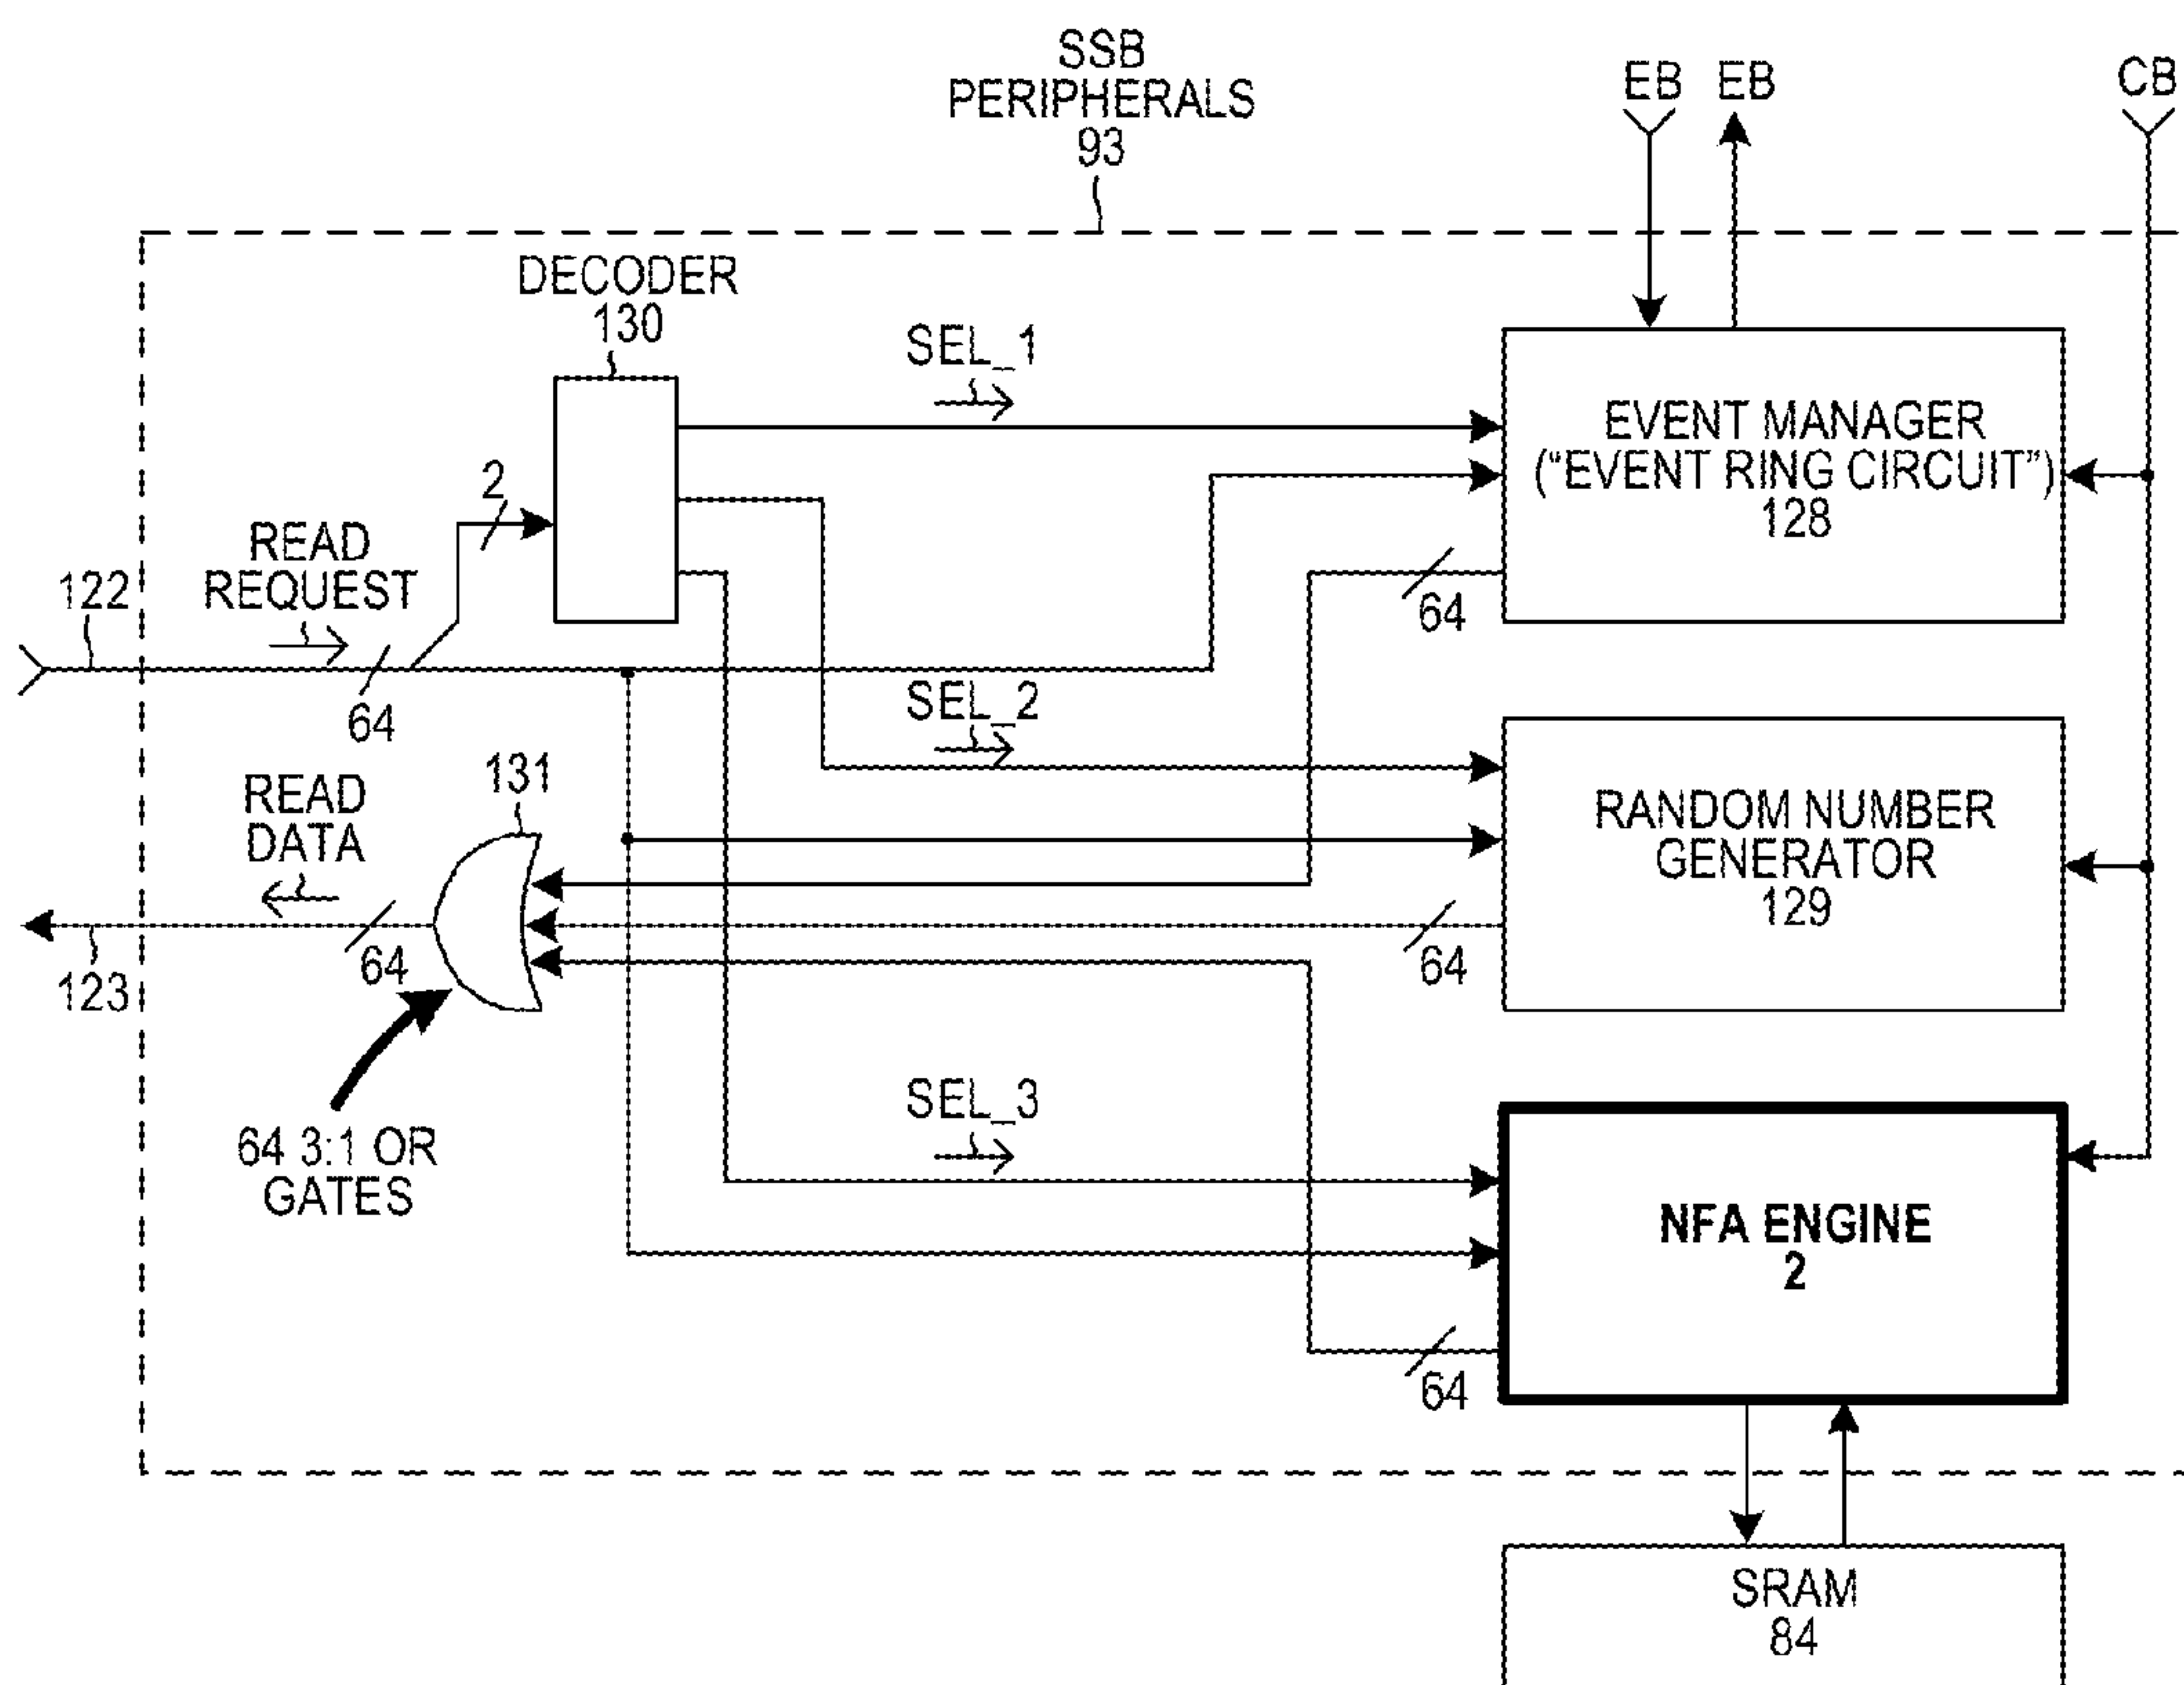 SSB
PERIPHERALS
93
EB
EB
CB
DECODER
130
SEL_1
EVENT MANAGER
("EVENT RING CIRCUIT")
128
2
READ
REQUEST
122
64
64
SEL_2
131
READ
DATA
RANDOM NUMBER
GENERATOR
129
64
64
123
64 3:1 OR
GATES
SEL_3
NFA ENGINE
2
64
SRAM
84